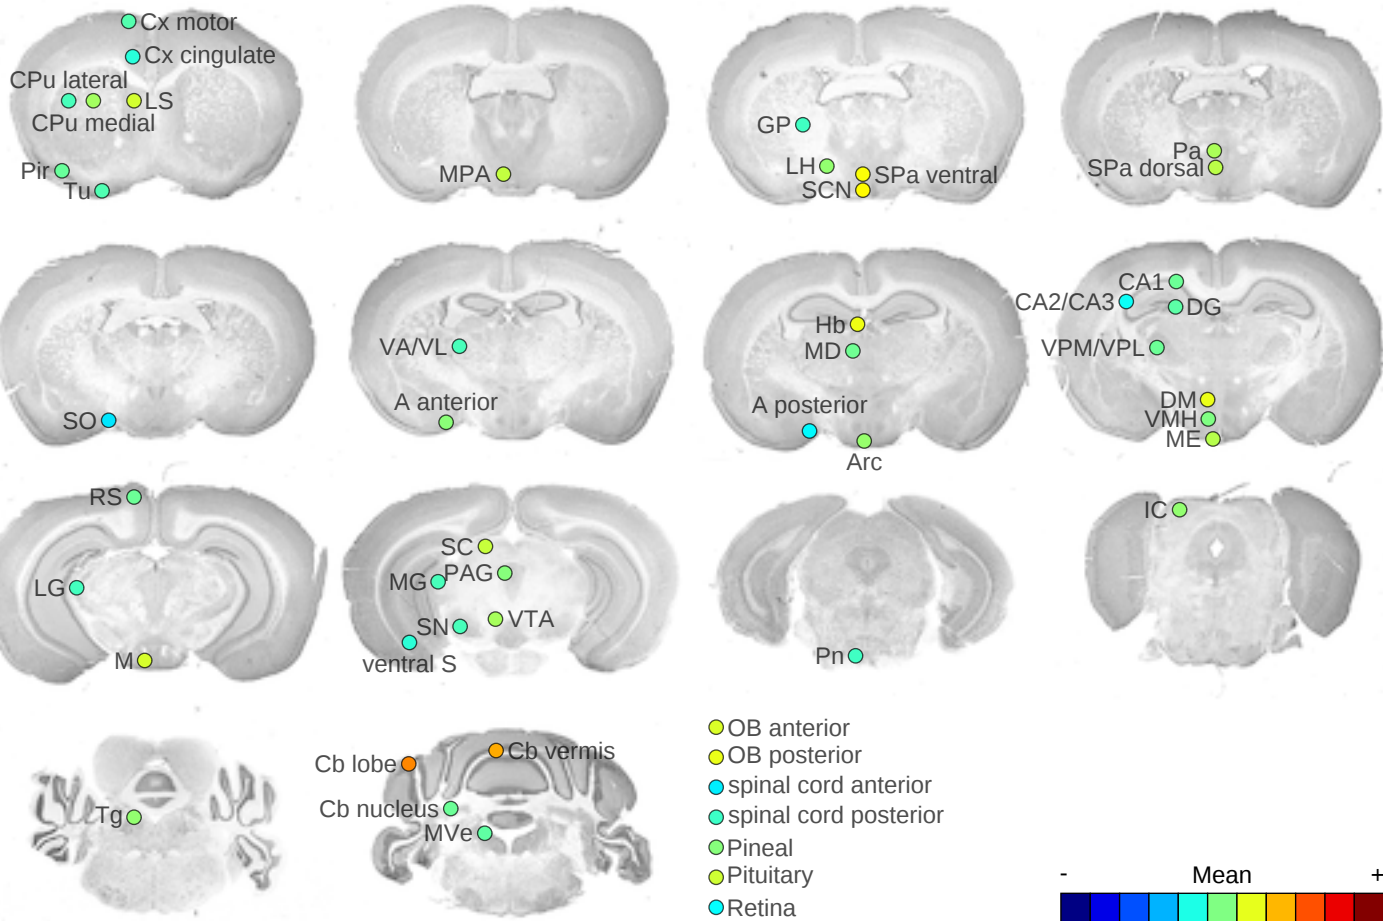 Cx motor
Cx cingulate
CPu lateral
LS
CPu medial
Pir
Tu
MPA
GP
LH
SPa ventral
SCN
Pa
SPa dorsal
SO
VA/VL
A anterior
Hb
MD
A posterior
Arc
CA1
CA2/CA3
DG
VPM/VPL
DM
VMH
ME
RS
LG
M
SC
PAG
MG
VTA
SN
ventral S
Pn
IC
Tg
Cb lobe
Cb vermis
Cb nucleus
MVe
OB anterior
OB posterior
spinal cord anterior
spinal cord posterior
Pineal
Pituitary
Retina
- Mean +